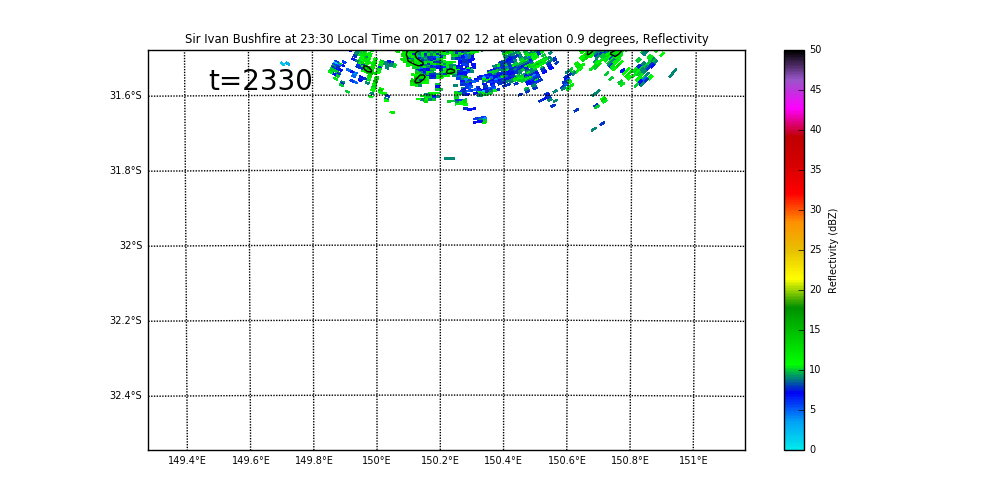 Sir Ivan Bushfire at 23:30 Local Time on 2017 02 12 at elevation 0.9 degrees, Reflectivity
t=2330
31.6°S
31.8°S
32°S
32.2°S
32.4°S
149.4°E 149.6°E 149.8°E 150°E 150.2°E 150.4°E 150.6°E 150.8°E 151°E
50
45
40
35
30
25
20
15
10
5
0
Reflectivity (dBZ)